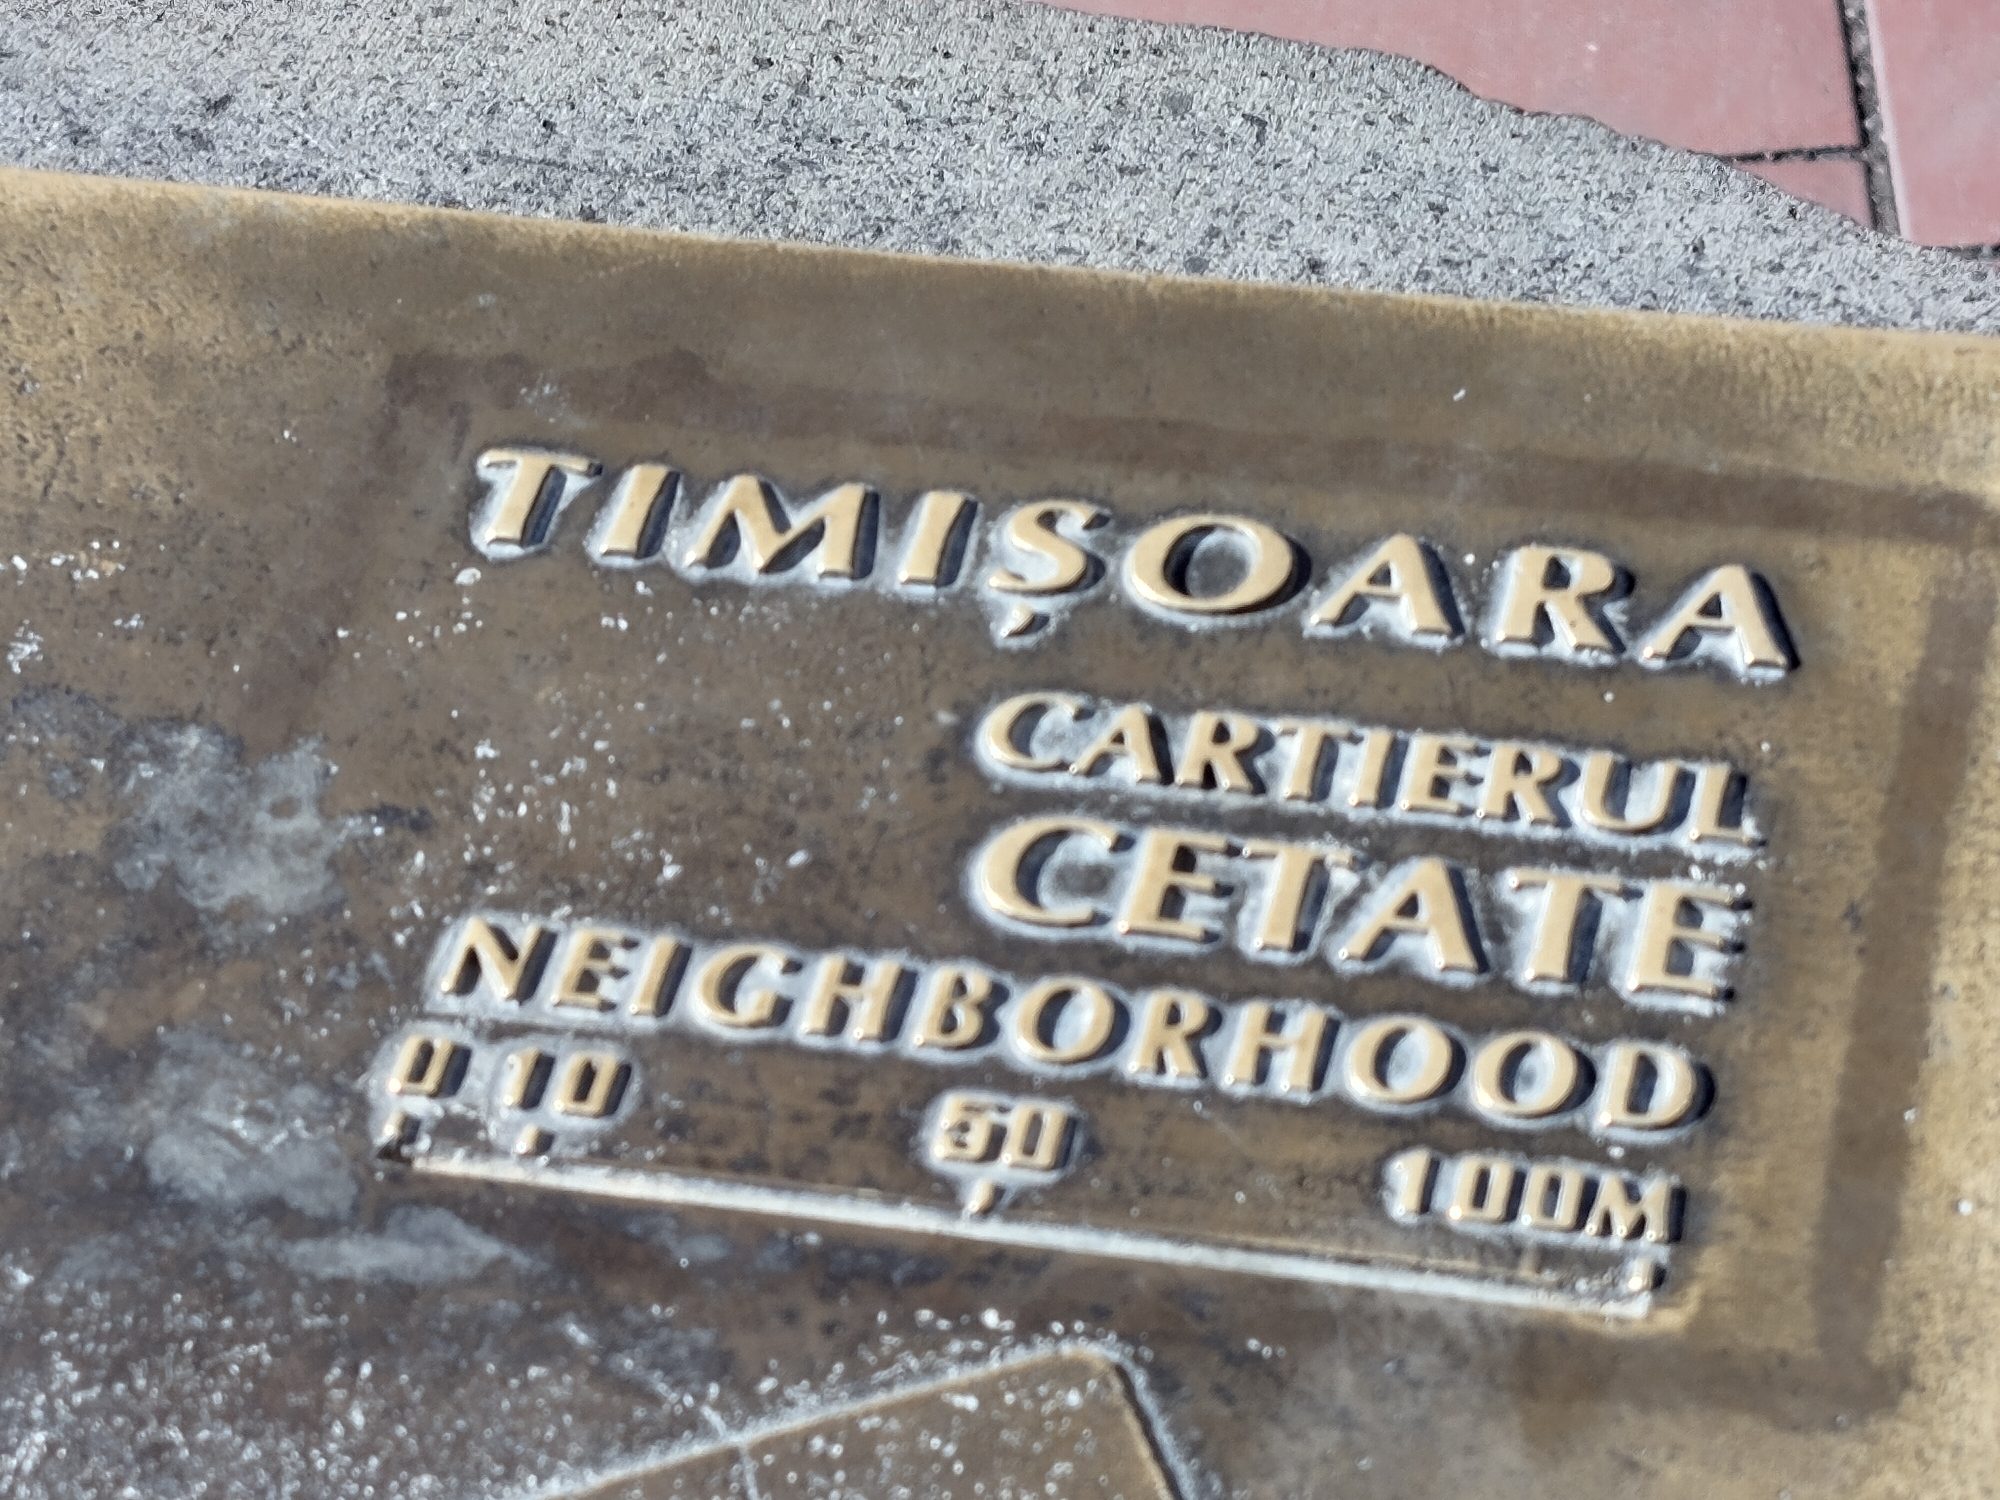 TIMIȘOARA
CARTIERUL
CETATE
NEIGHBORHOOD
0 10 50 100M